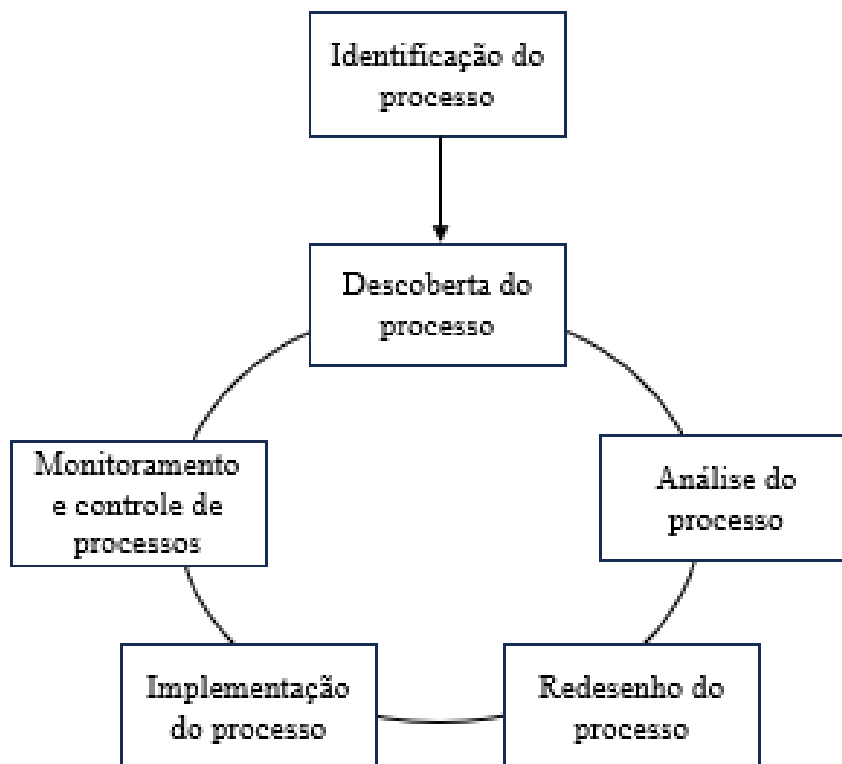 Identificação do
processo
Descoberta do
processo
Monitoramento
e controle de
processos
Análise do
processo
Implementação
do processo
Redesenho do
processo